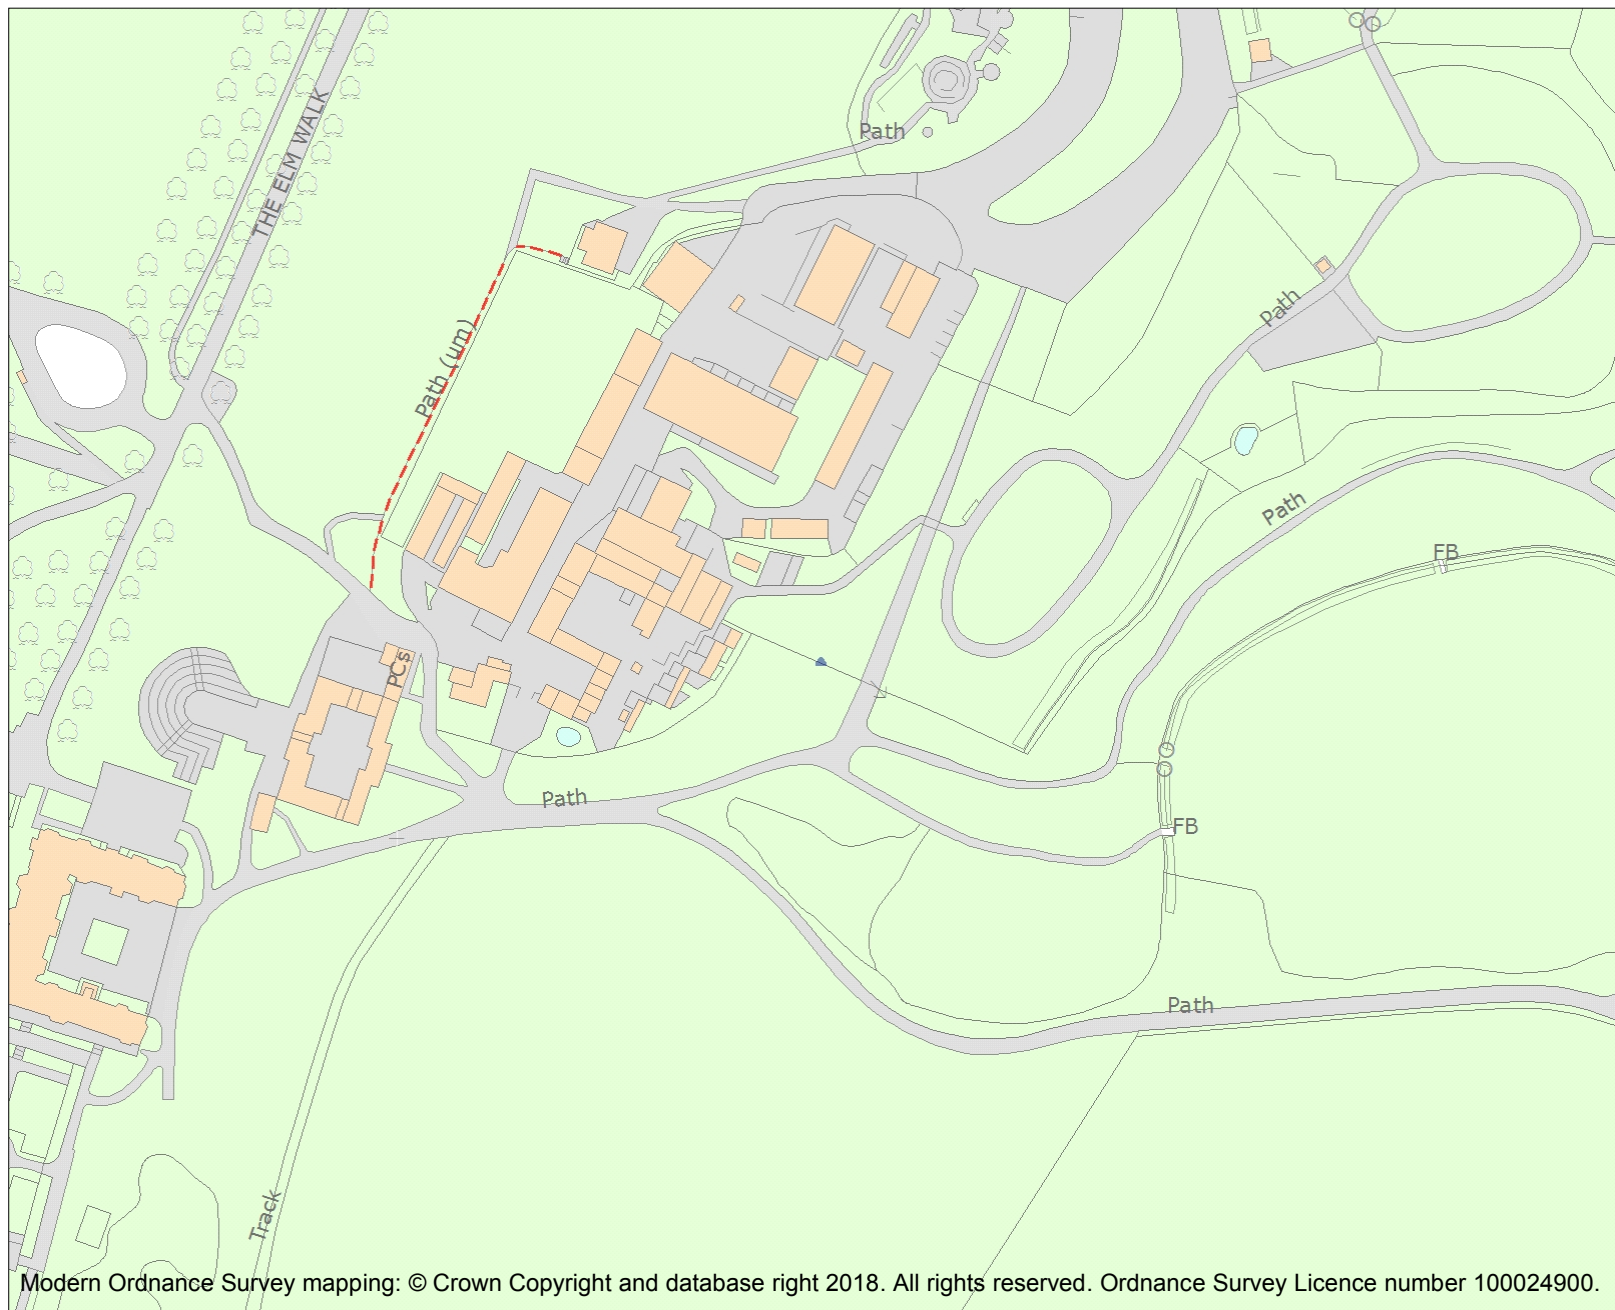 THE ELM WALK
Path
Path (um)
Path
Path
FB
PCs
Path
FB
Path
Track
Modern Ordnance Survey mapping: © Crown Copyright and database right 2018. All rights reserved. Ordnance Survey Licence number 100024900.